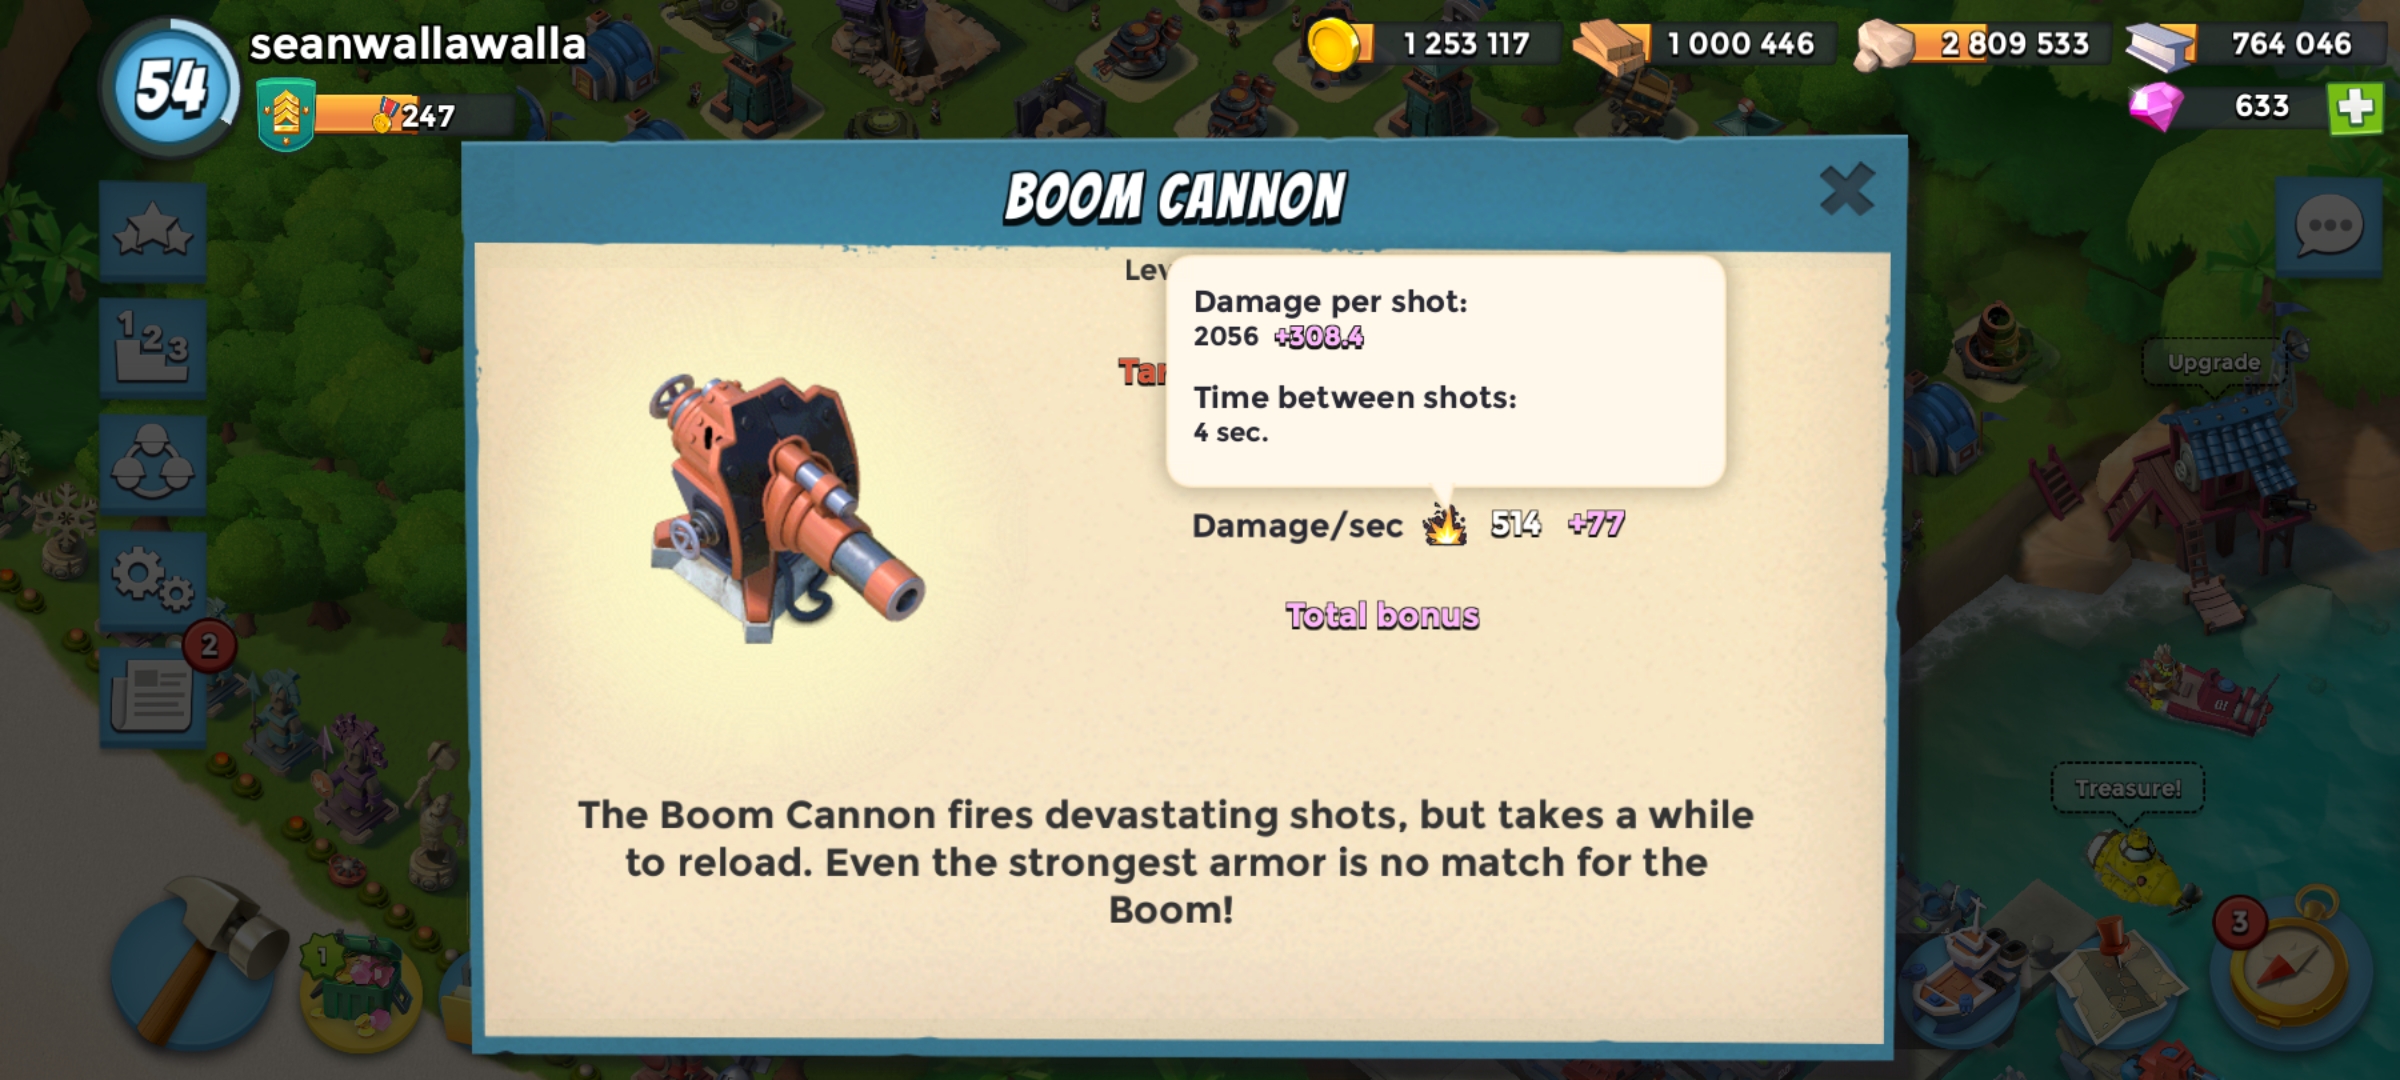 54
seanwallawalla
247
1 253 117
1 000 446
2 809 533
764 046
633
BOOM CANNON
Damage per shot:
2056 +308.4
Time between shots:
4 sec.
Damage/sec 514 +77
Total bonus
The Boom Cannon fires devastating shots, but takes a while
to reload. Even the strongest armor is no match for the
Boom!
1 2 3
2
1
Upgrade
Treasure!
3